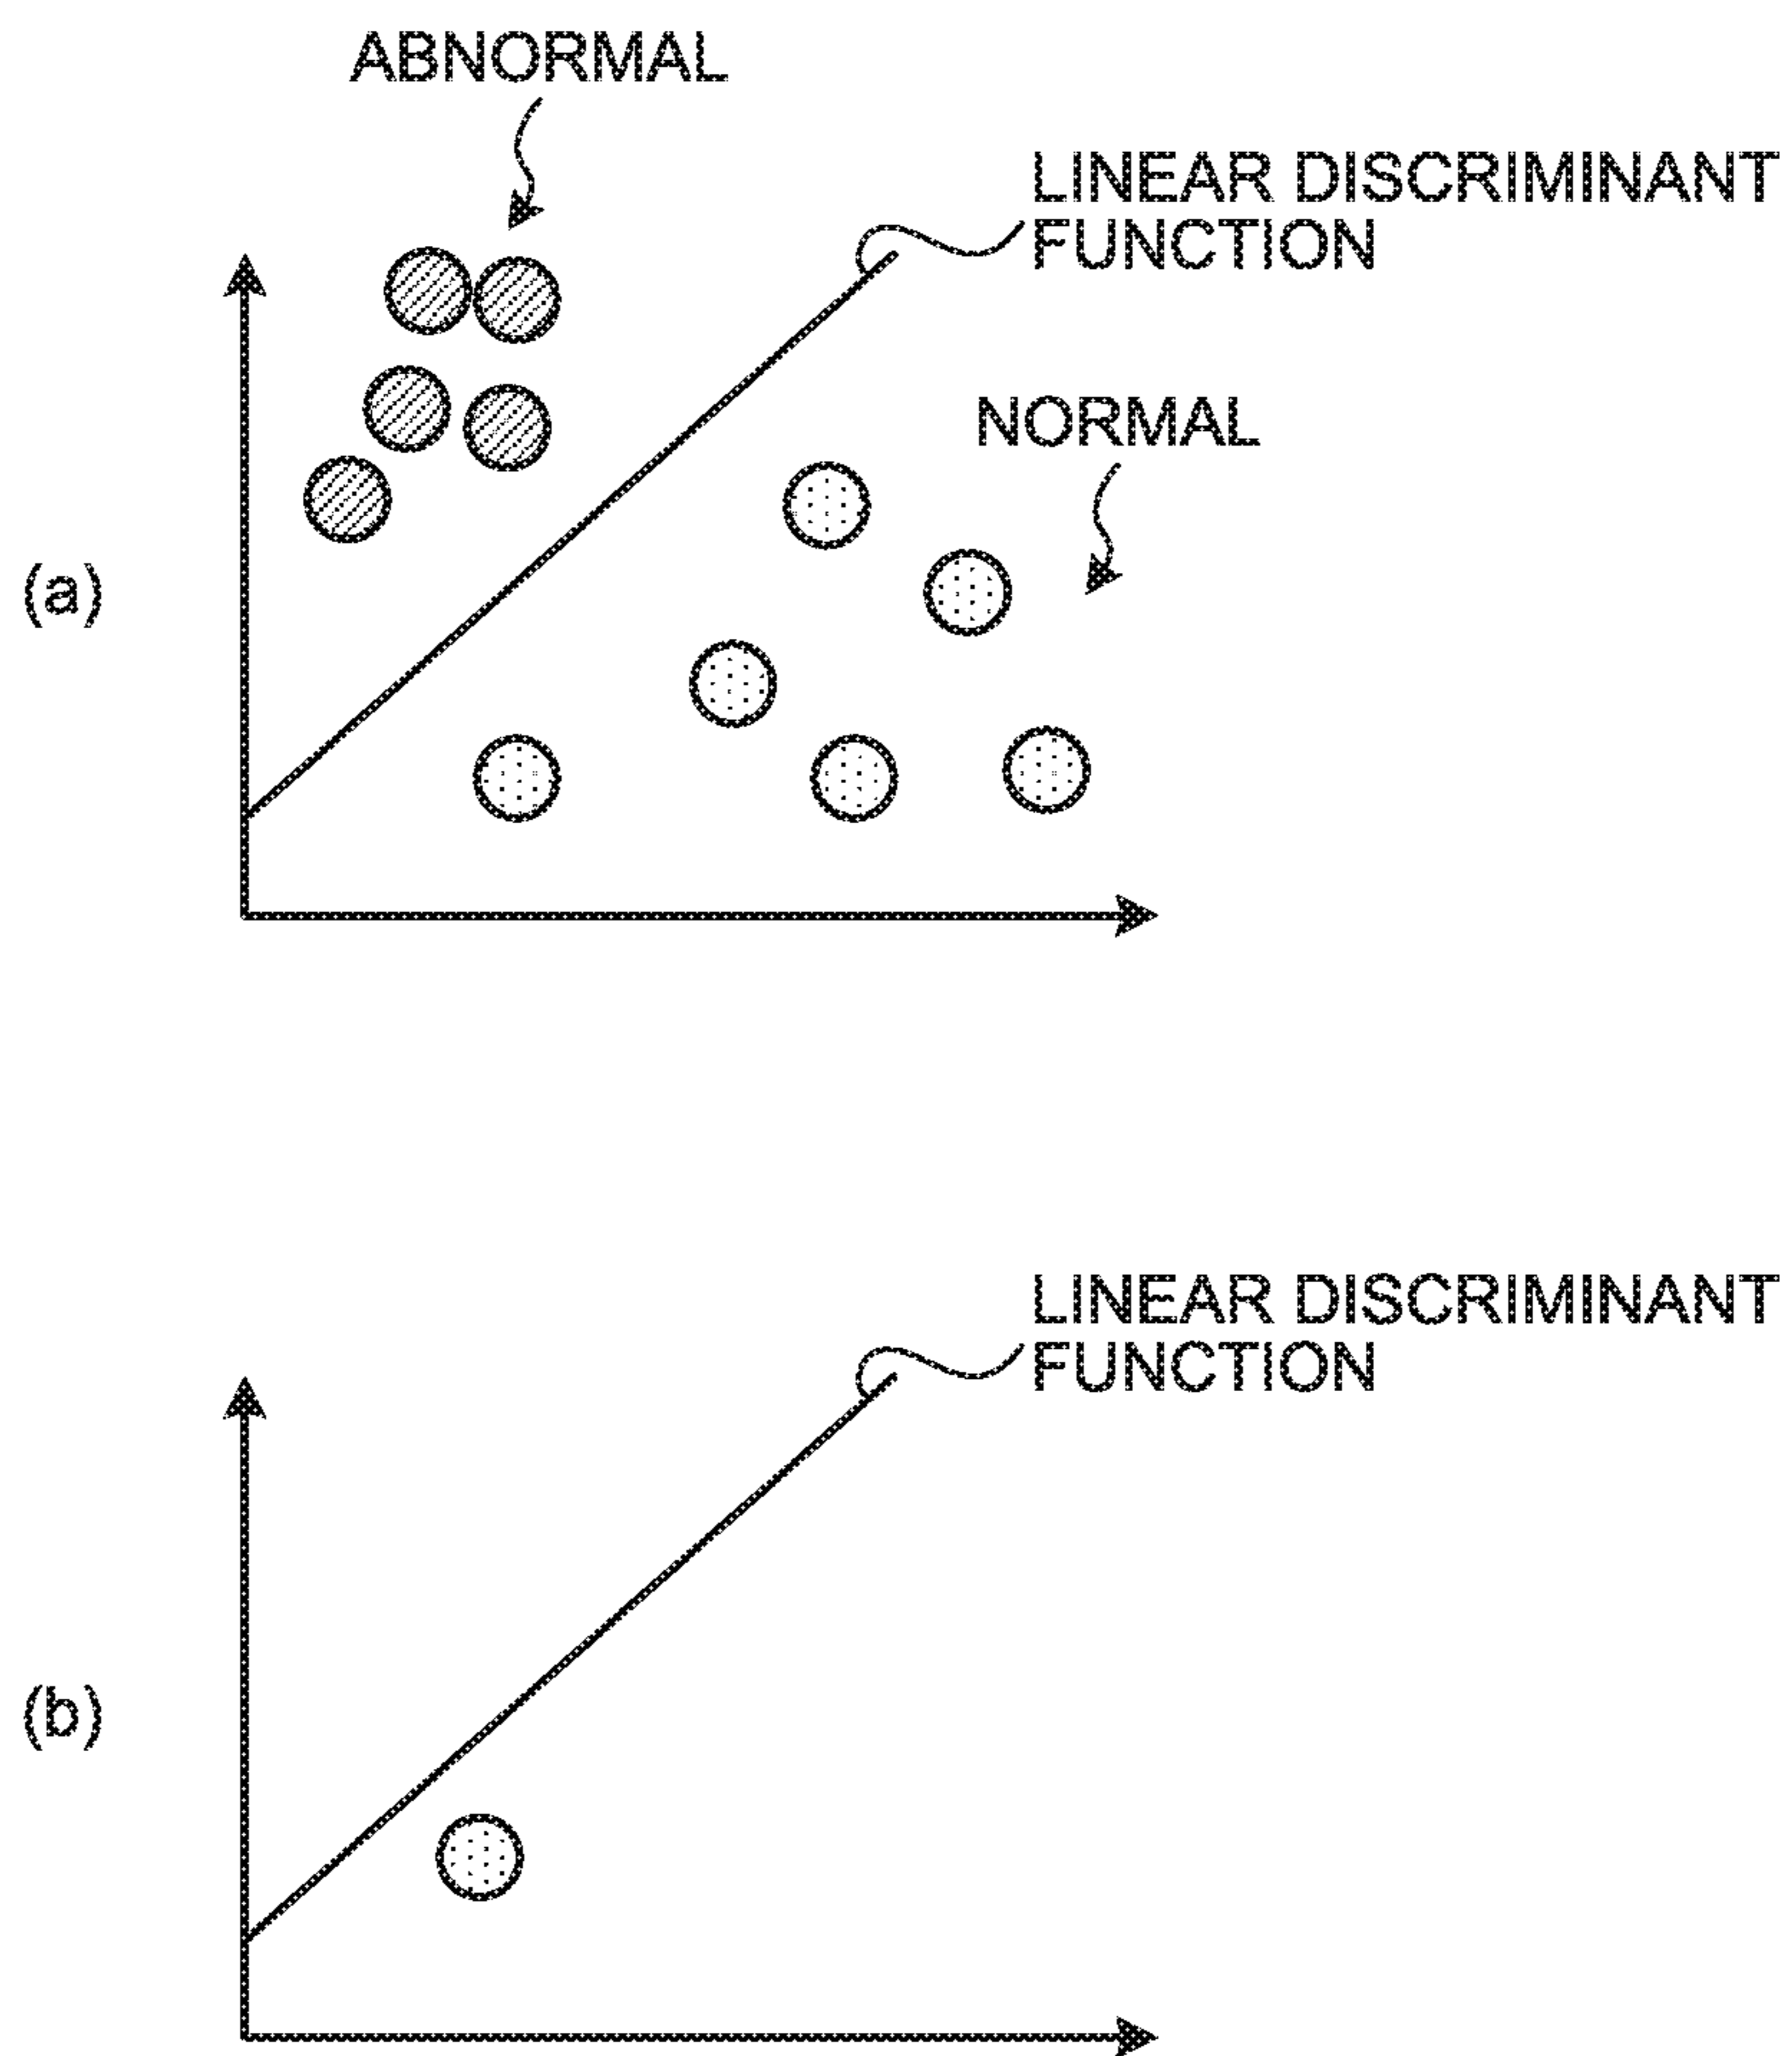 ABNORMAL
LINEAR DISCRIMINANT
FUNCTION
NORMAL
(a)
LINEAR DISCRIMINANT
FUNCTION
(b)